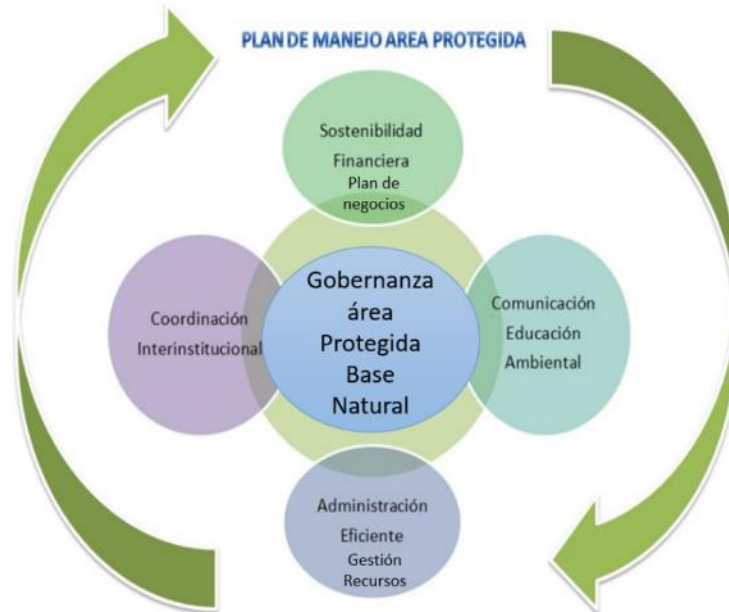 PLAN DE MANEJO AREA PROTEGIDA
Sostenibilidad
Financiera
Plan de
negocios
Coordinación
Interinstitucional
Gobernanza
área
Protegida
Base
Natural
Comunicación
Educación
Ambiental
Administración
Eficiente
Gestión
Recursos